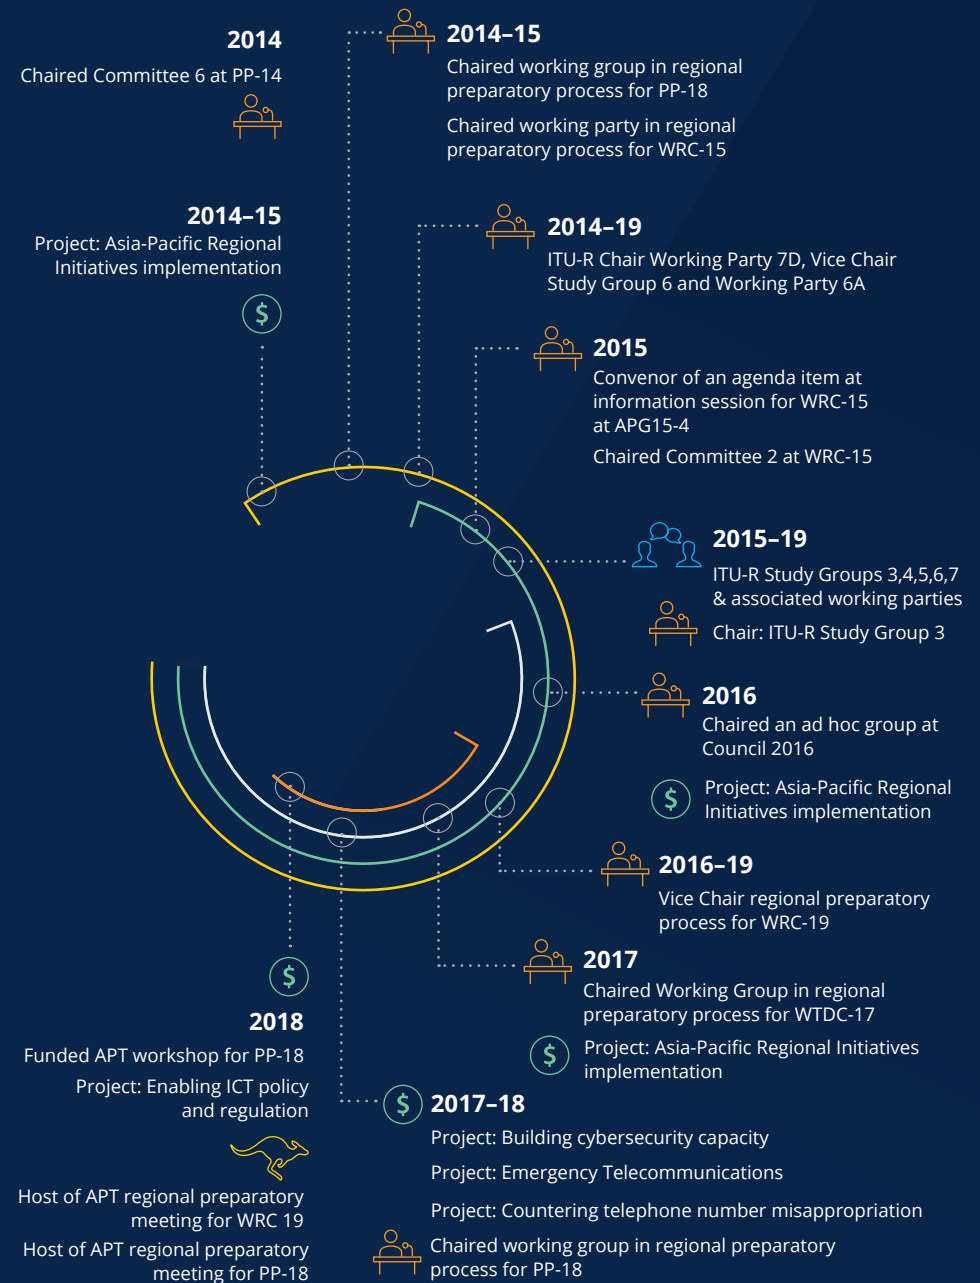 2014
Chaired Committee 6 at PP-14
2014–15
Project: Asia-Pacific Regional
Initiatives implementation
$
2014–15
Chaired working group in regional
preparatory process for PP-18
Chaired working party in regional
preparatory process for WRC-15
2014–19
ITU-R Chair Working Party 7D, Vice Chair
Study Group 6 and Working Party 6A
2015
Convenor of an agenda item at
information session for WRC-15
at APG15-4
Chaired Committee 2 at WRC-15
2015–19
ITU-R Study Groups 3,4,5,6,7
& associated working parties
Chair: ITU-R Study Group 3
2016
Chaired an ad hoc group at
Council 2016
$
Project: Asia-Pacific Regional
Initiatives implementation
2016–19
Vice Chair regional preparatory
process for WRC-19
2017
Chaired Working Group in regional
preparatory process for WTDC-17
$
Project: Asia-Pacific Regional Initiatives
implementation
$
2017–18
Project: Building cybersecurity capacity
Project: Emergency Telecommunications
Project: Countering telephone number misappropriation
Chaired working group in regional preparatory
process for PP-18
$
2018
Funded APT workshop for PP-18
Project: Enabling ICT policy
and regulation
Host of APT regional preparatory
meeting for WRC 19
Host of APT regional preparatory
meeting for PP-18